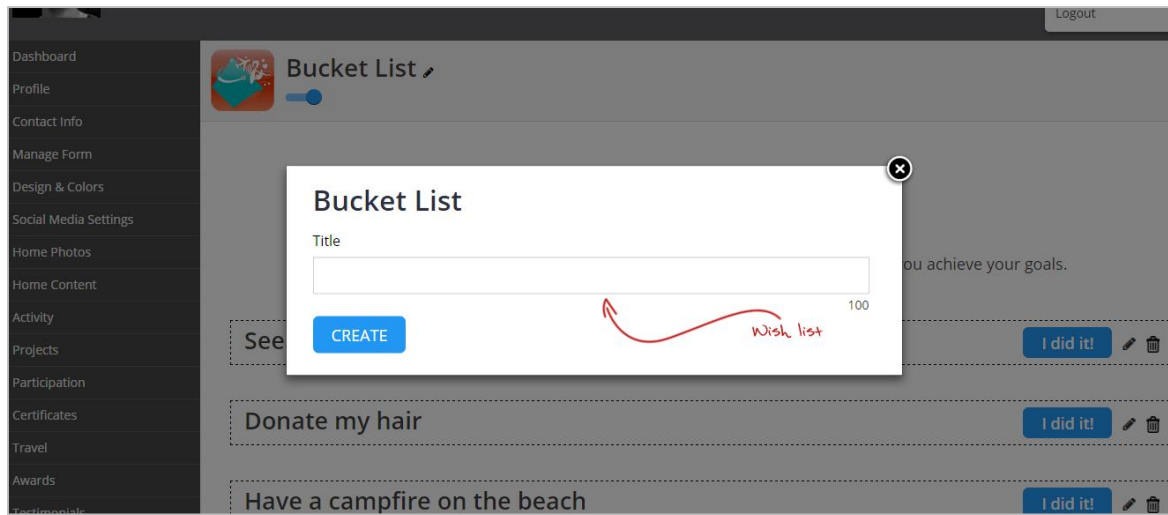 Logout
Dashboard
Profile
Contact Info
Manage Form
Design & Colors
Social Media Settings
Home Photos
Home Content
Activity
Projects
Participation
Certificates
Travel
Awards
Testimonials
Bucket List
Bucket List
Title
100
CREATE
Wish list
ou achieve your goals.
See
I did it!
Donate my hair
I did it!
Have a campfire on the beach
I did it!